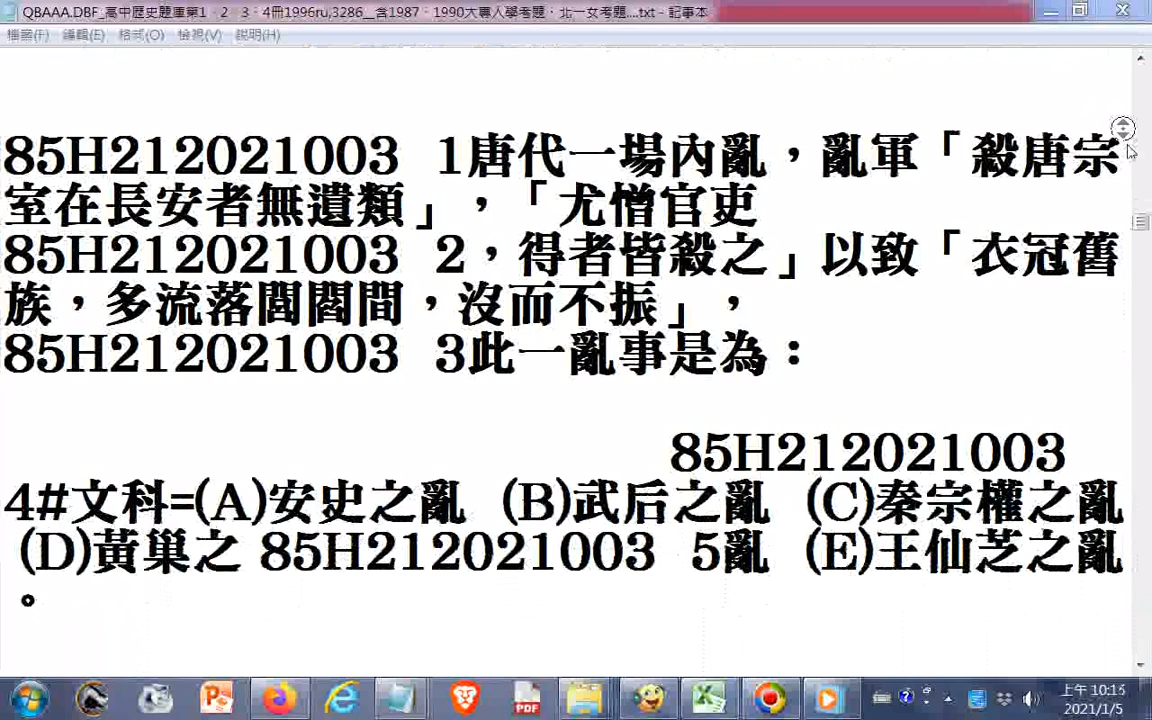 QBAAA.DBF_高中歷史題庫第1﹑2﹑3﹑4冊1996ru,3286__含1987﹑1990大專入學考題﹑北一女考題....txt - 記事本
檔案(F) 編輯(E) 格式(O) 檢視(V) 說明(H)
85H212021003 1唐代一場內亂，亂軍「殺唐宗
室在長安者無遺類」，「尤憎官吏
85H212021003 2，得者皆殺之」以致「衣冠舊
族，多流落閭閻間，沒而不振」，
85H212021003 3此一亂事是為：
85H212021003
4#文科=(A)安史之亂 (B)武后之亂 (C)秦宗權之亂
(D)黃巢之 85H212021003 5亂 (E)王仙芝之亂
。
PDF
上午 10:15
2021/1/5